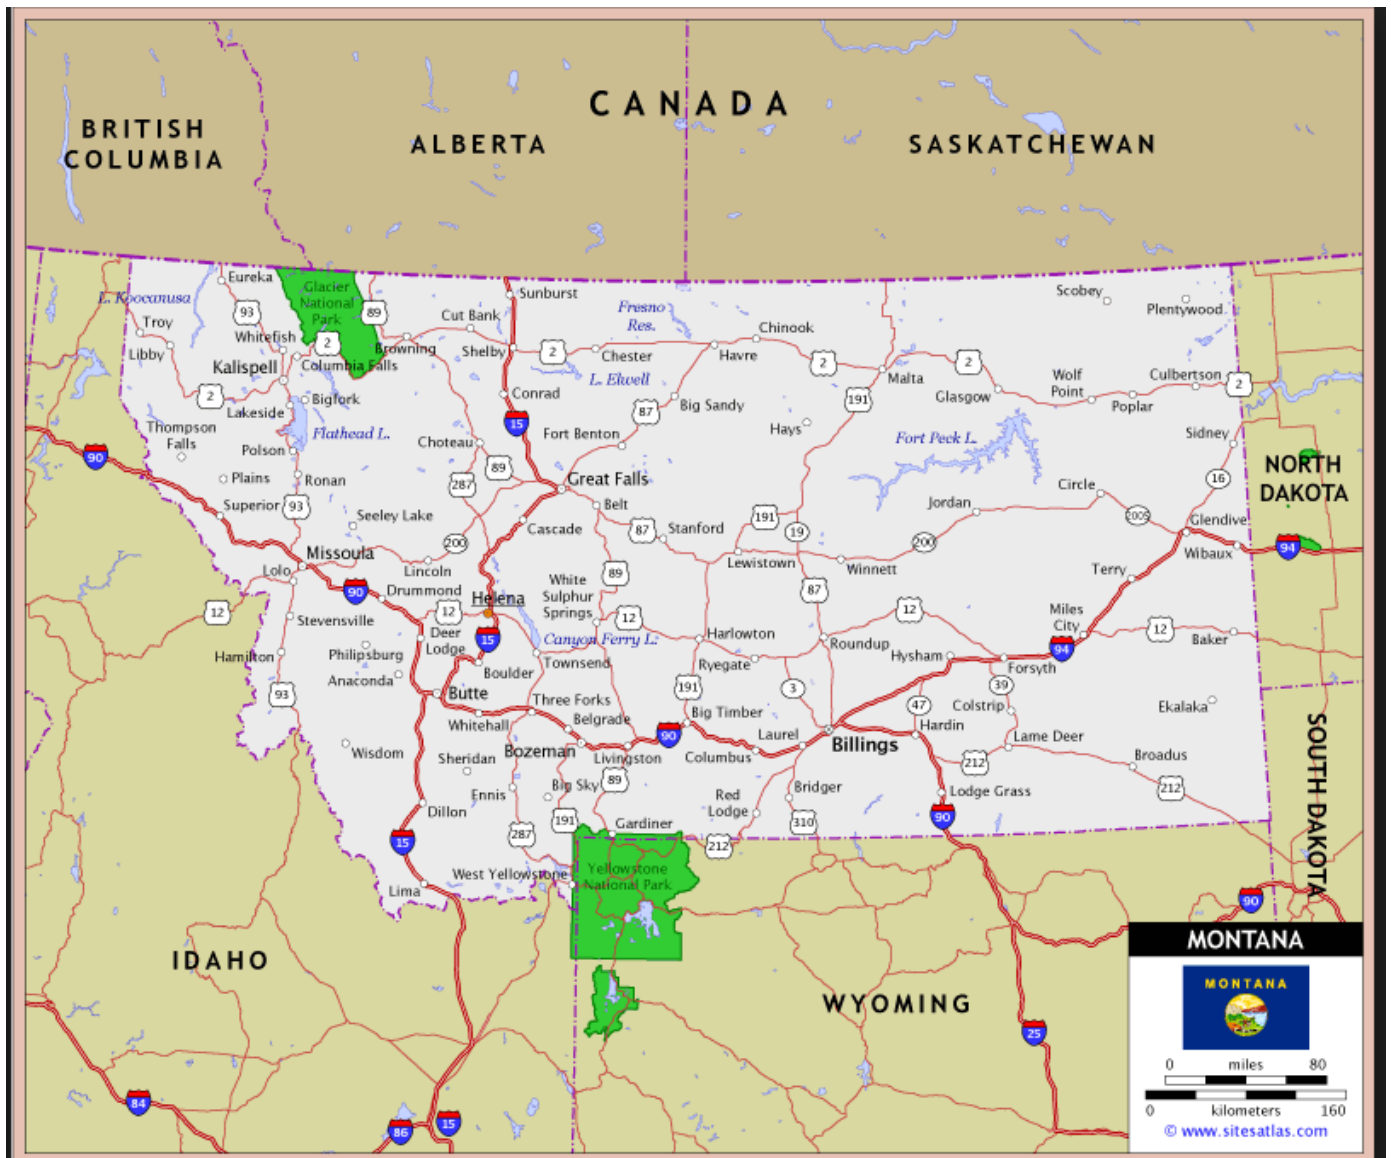 CANADA
BRITISH
COLUMBIA
ALBERTA
SASKATCHEWAN
Eureka
Glacier
National
Park
L. Koocanusa
93
89
Sunburst
Fresno
Res.
Scobey
Plentywood
Troy
Cut Bank
Chinook
Whitefish
2
Browning
Shelby
2
Chester
Havre
2
2
Libby
Columbia Falls
Kalispell
L. Elwell
Malta
Wolf
Point
Culbertson
2
2
Bigfork
Conrad
87
Big Sandy
191
Glasgow
Poplar
Lakeside
15
Thompson
Falls
Flathead L.
Choteau
Fort Benton
Hays
Fort Peck L.
Sidney
Polson
90
89
NORTH
DAKOTA
Plains
Ronan
287
Great Falls
Circle
16
Superior
93
Belt
Jordan
Seeley Lake
Cascade
87
Stanford
191
19
200S
Glendive
200
200
94
Missoula
Lewistown
Winnett
Wibaux
Lolo
Lincoln
89
Terry
90
Drummond
Helena
White
Sulphur
Springs
87
12
12
12
12
Miles
City
Stevensville
Deer
Lodge
15
Canyon Ferry L.
Harlowton
Roundup
12
Baker
Hamilton
Philipsburg
Townsend
Ryegate
Hysham
94
Forsyth
Anaconda
Boulder
93
Butte
Three Forks
191
3
39
47
Colstrip
Ekalaka
Whitehall
Belgrade
Big Timber
Hardin
90
Laurel
Billings
Lame Deer
Wisdom
Bozeman
Livingston
Columbus
212
Broadus
SOUTH DAKOTA
Sheridan
89
Big Sky
Bridger
212
Ennis
Red
Lodge
Lodge Grass
Dillon
191
Gardiner
310
90
287
15
212
West Yellowstone
Yellowstone
National Park
Lima
90
IDAHO
MONTANA
WYOMING
MONTANA
25
0 miles 80
84
0 kilometers 160
86
15
© www.sitesatlas.com